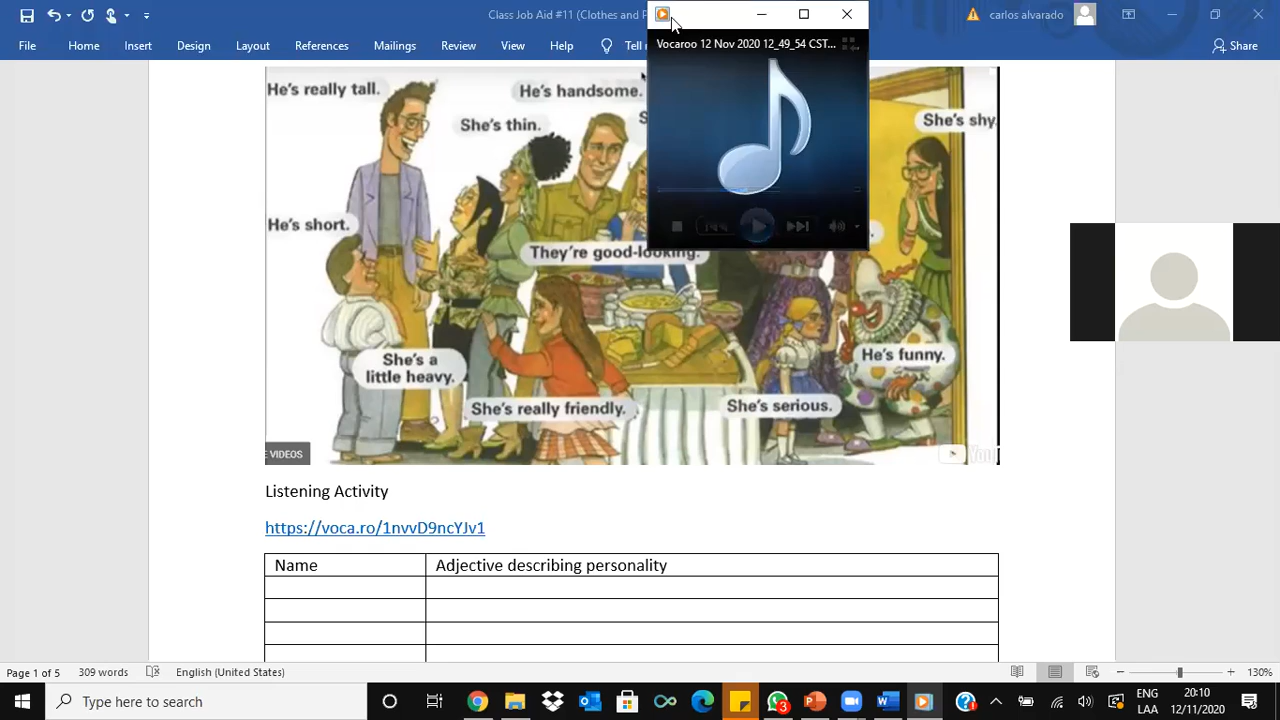 Class Job Aid #11 (Clothes and P
carlos alvarado
File Home Insert Design Layout References Mailings Review View Help Tell Share
Vocaroo 12 Nov 2020 12_49_54 CST...
He's really tall.
He's handsome.
She's thin.
She's shy.
He's short.
They're good-looking.
He's funny.
She's a
little heavy.
She's really friendly.
She's serious.
E VIDEOS
Listening Activity
https://voca.ro/1nvvD9ncYJv1
Name Adjective describing personality
Page 1 of 5 309 words English (United States) 130%
Type here to search
3
ENG
LAA
20:10
12/11/2020